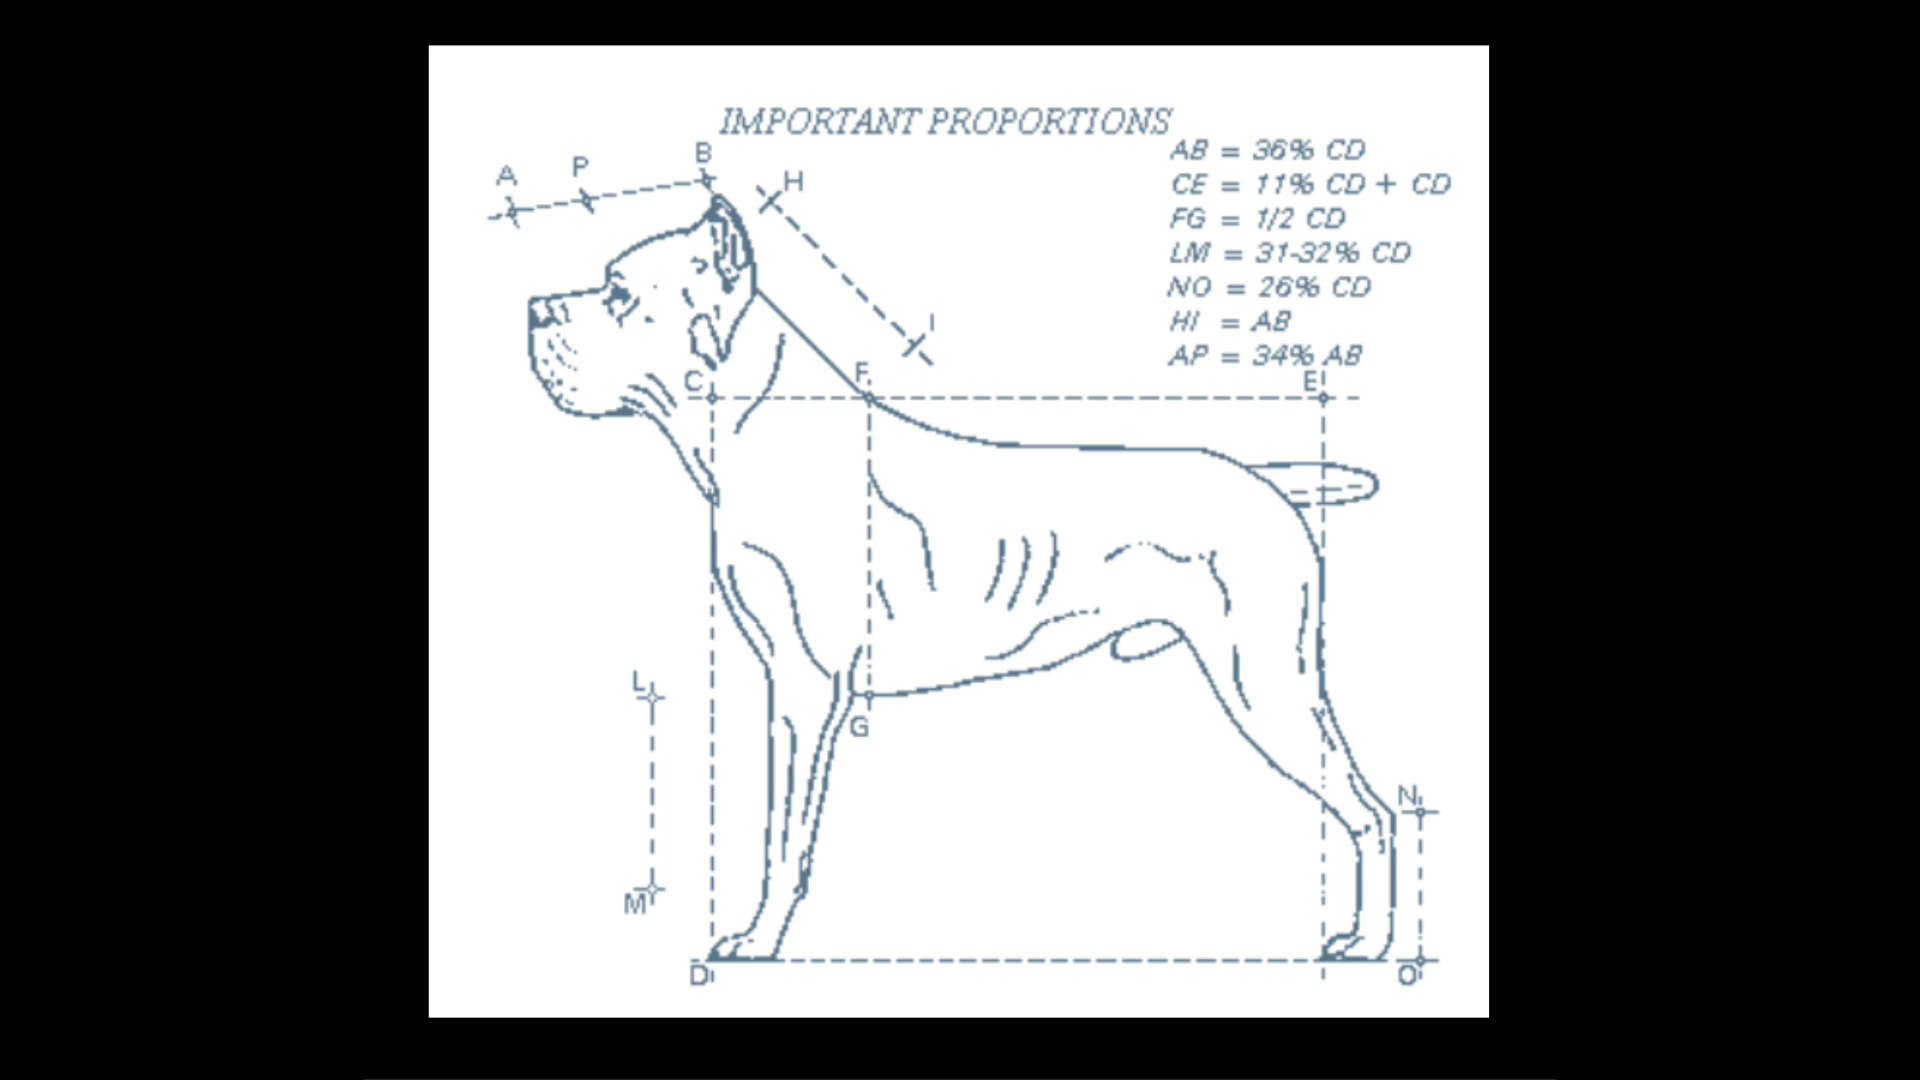 IMPORTANT PROPORTIONS
AB = 36% CD
CE = 11% CD + CD
FG = 1/2 CD
LM = 31-32% CD
NO = 26% CD
HI = AB
AP = 34% AB
A
P
B
H
I
C
F
E
L
G
M
N
D
O